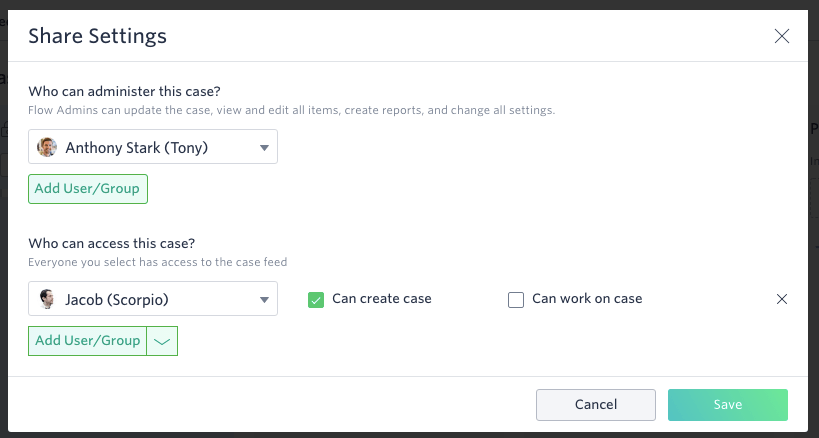 Share Settings
Who can administer this case?
Flow Admins can update the case, view and edit all items, create reports, and change all settings.
Anthony Stark (Tony)
Add User/Group
Who can access this case?
Everyone you select has access to the case feed
Jacob (Scorpio)
Can create case
Can work on case
Add User/Group
Cancel
Save